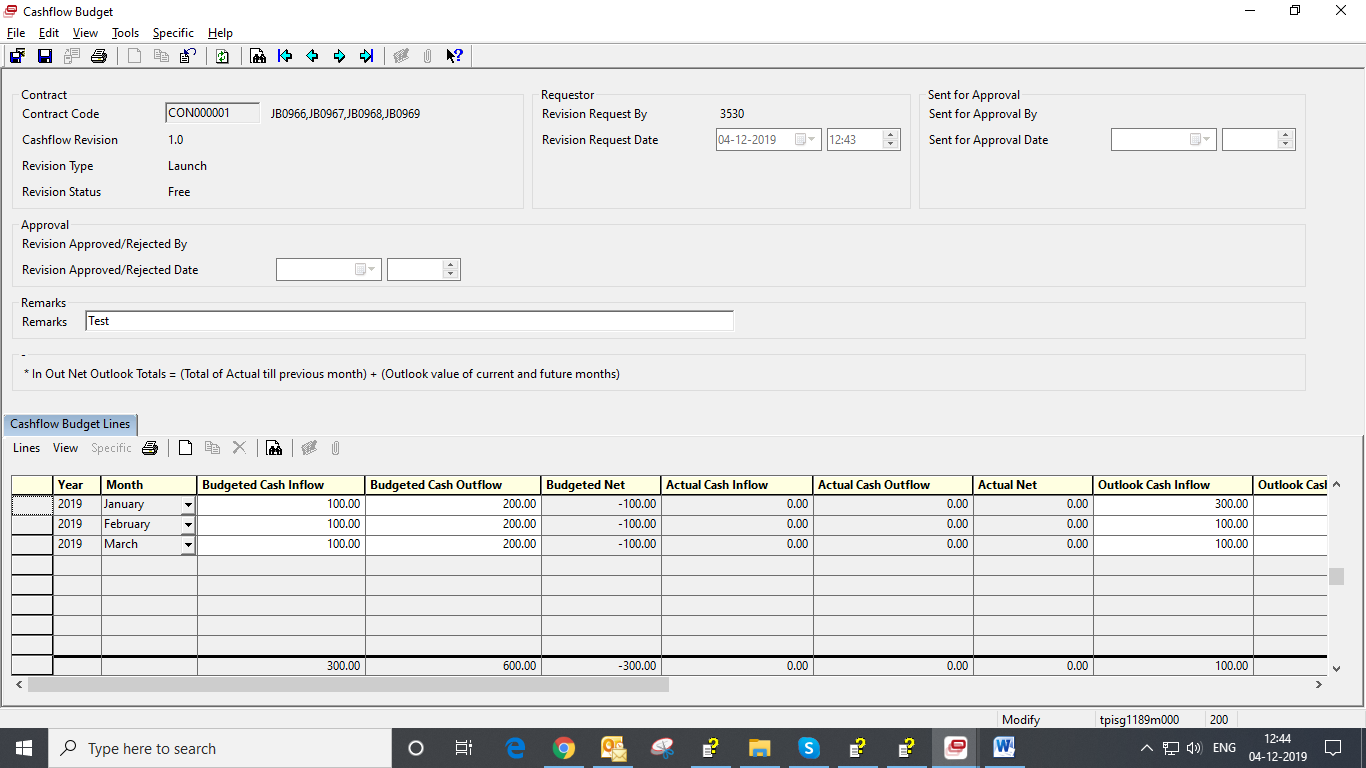 Cashflow Budget
File Edit View Tools Specific Help
Contract
Contract Code CON000001 JB0966,JB0967,JB0968,JB0969
Cashflow Revision 1.0
Revision Type Launch
Revision Status Free
Requestor
Revision Request By 3530
Revision Request Date 04-12-2019 12:43
Sent for Approval
Sent for Approval By
Sent for Approval Date
Approval
Revision Approved/Rejected By
Revision Approved/Rejected Date
Remarks
Remarks Test
-
* In Out Net Outlook Totals = (Total of Actual till previous month) + (Outlook value of current and future months)
Cashflow Budget Lines
Lines View Specific
Year Month Budgeted Cash Inflow Budgeted Cash Outflow Budgeted Net Actual Cash Inflow Actual Cash Outflow Actual Net Outlook Cash Inflow Outlook Cas
2019 January 100.00 200.00 -100.00 0.00 0.00 0.00 300.00
2019 February 100.00 200.00 -100.00 0.00 0.00 0.00 100.00
2019 March 100.00 200.00 -100.00 0.00 0.00 0.00 100.00
300.00 600.00 -300.00 0.00 0.00 0.00 100.00
Modify tpisg1189m000 200
Type here to search
ENG
12:44
04-12-2019